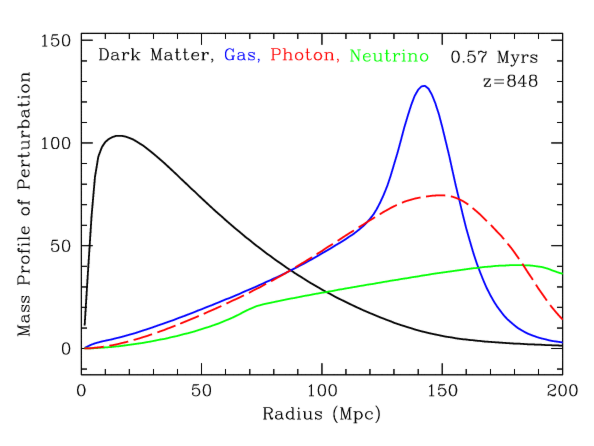 Dark Matter, Gas, Photon, Neutrino 0.57 Myrs
z=848
Mass Profile of Perturbation
150
100
50
0
0 50 100 150 200
Radius (Mpc)